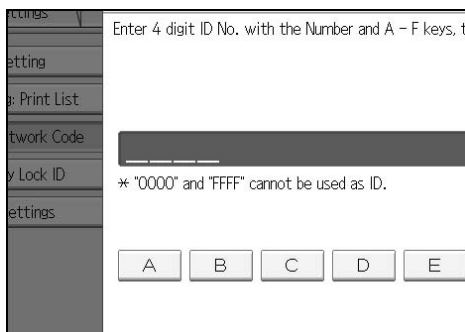 ettings
Enter 4 digit ID No. with the Number and A - F keys, t
etting
g: Print List
twork Code
y Lock ID
ettings
＊ "0000" and "FFFF" cannot be used as ID.
A B C D E